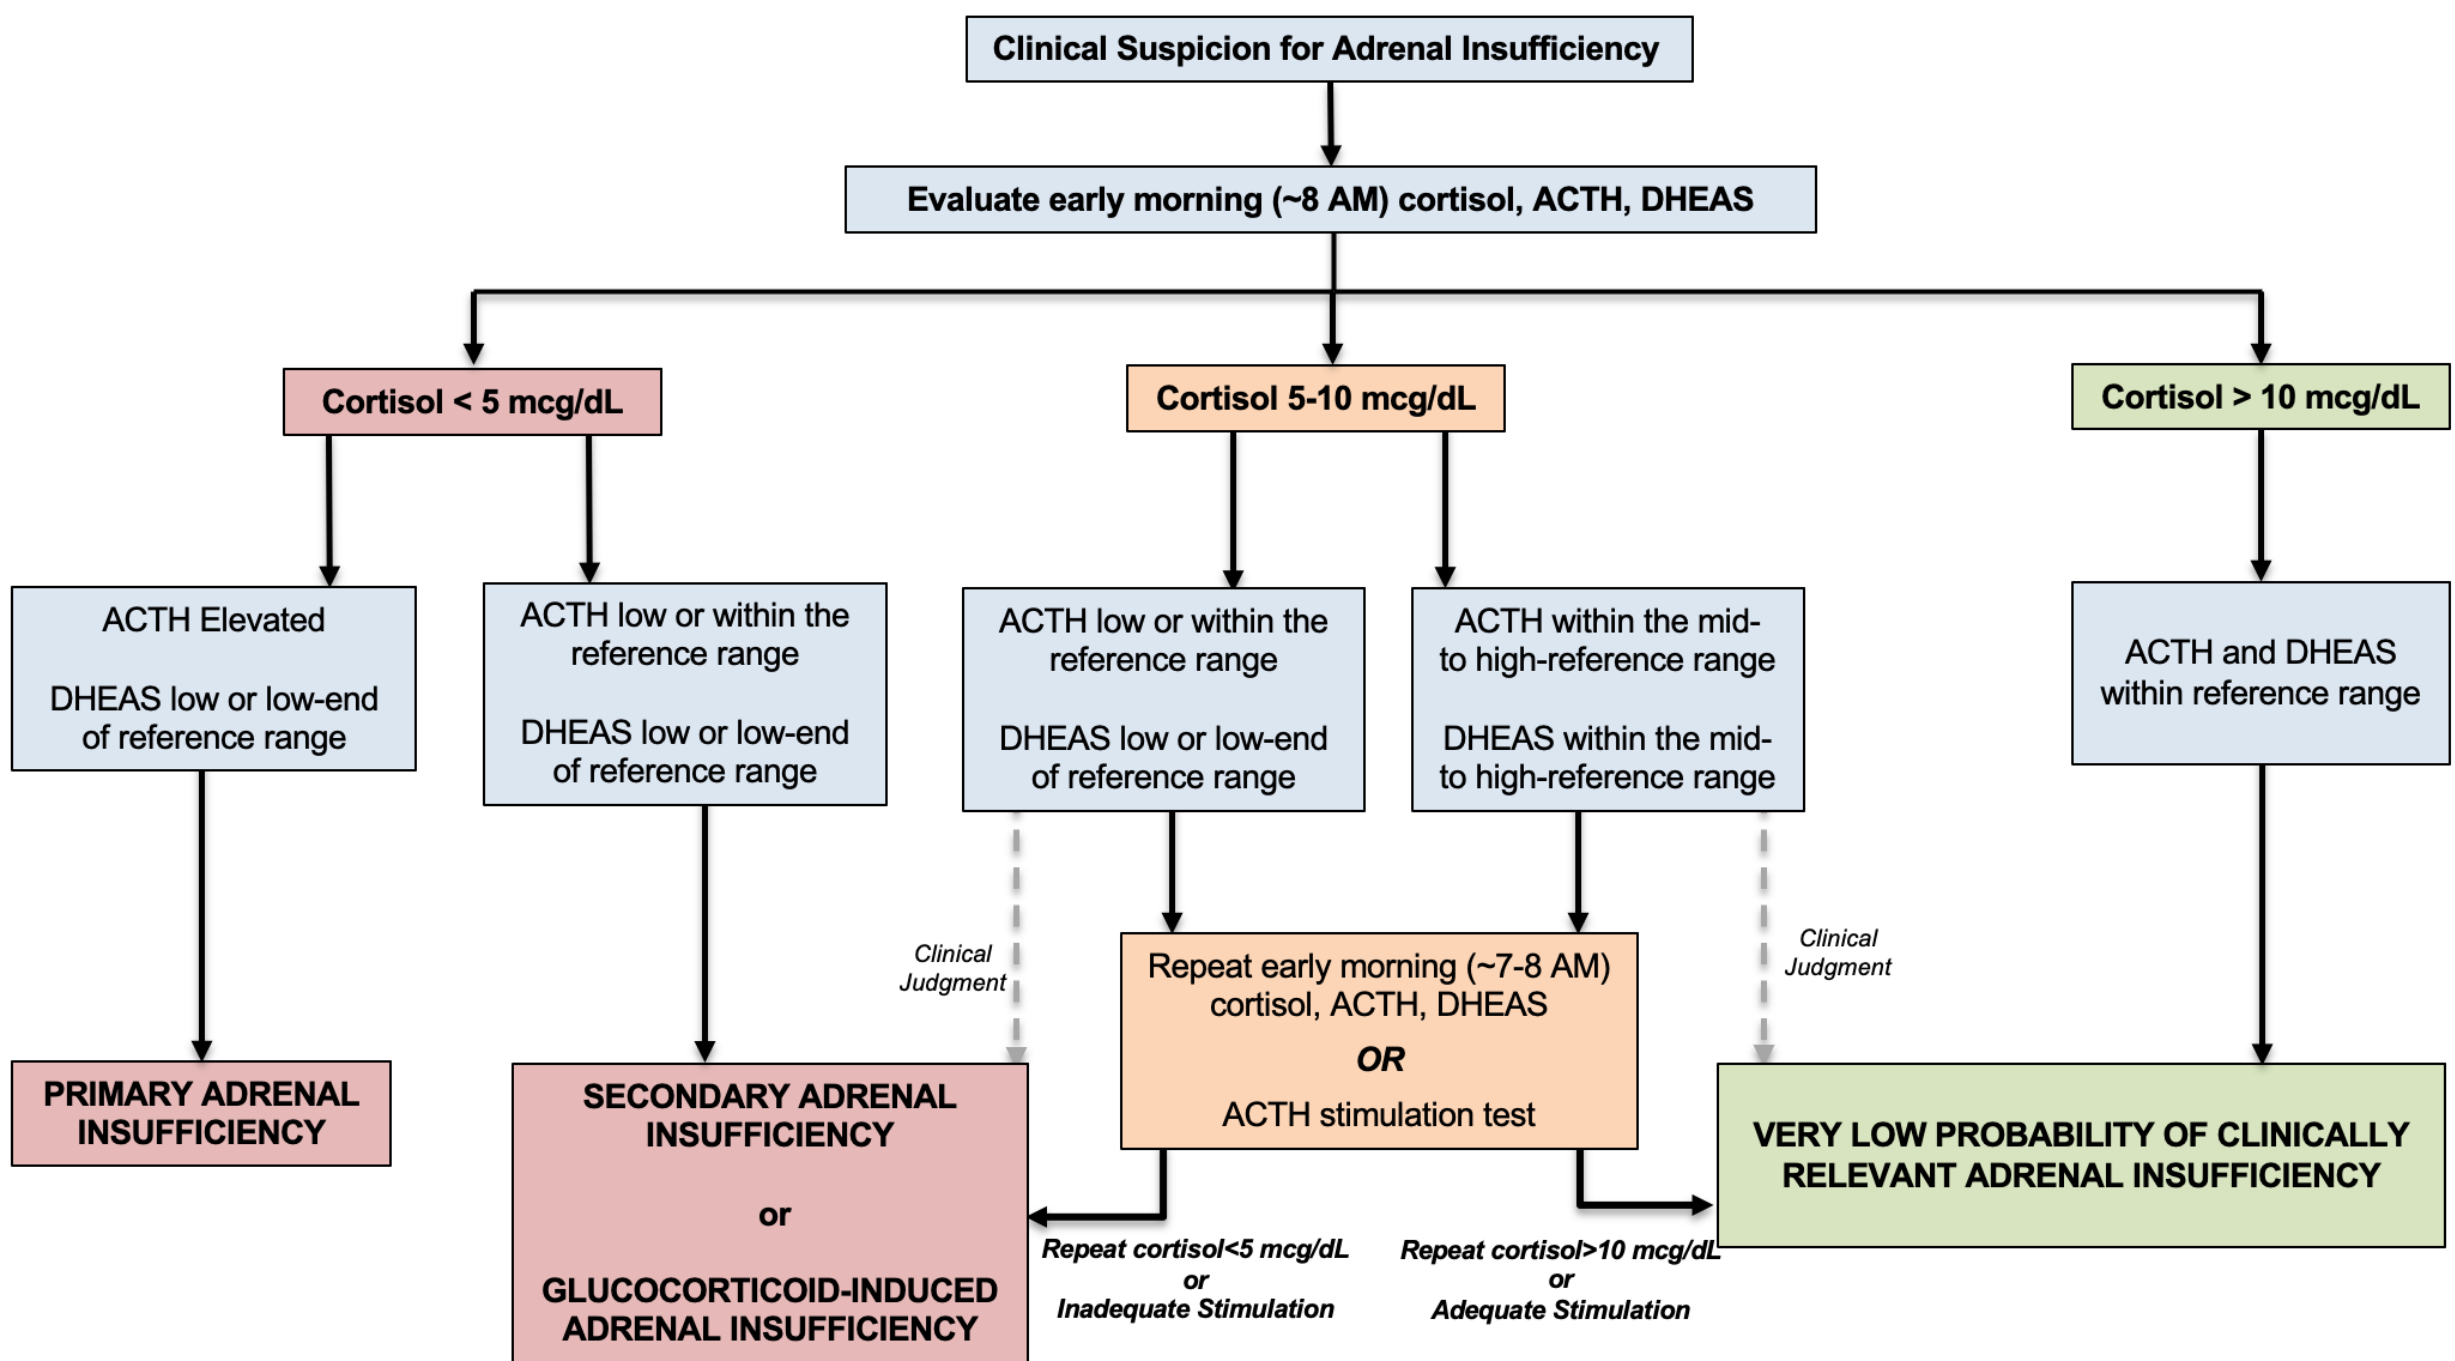 Clinical Suspicion for Adrenal Insufficiency
Evaluate early morning (~8 AM) cortisol, ACTH, DHEAS
Cortisol < 5 mcg/dL
Cortisol 5-10 mcg/dL
Cortisol > 10 mcg/dL
ACTH Elevated
DHEAS low or low-end
of reference range
ACTH low or within the
reference range
DHEAS low or low-end
of reference range
ACTH low or within the
reference range
DHEAS low or low-end
of reference range
ACTH within the mid-
to high-reference range
DHEAS within the mid-
to high-reference range
ACTH and DHEAS
within reference range
Clinical
Judgment
Repeat early morning (~7-8 AM)
cortisol, ACTH, DHEAS
OR
ACTH stimulation test
Clinical
Judgment
PRIMARY ADRENAL
INSUFFICIENCY
SECONDARY ADRENAL
INSUFFICIENCY
or
GLUCOCORTICOID-INDUCED
ADRENAL INSUFFICIENCY
Repeat cortisol<5 mcg/dL
or
Inadequate Stimulation
Repeat cortisol>10 mcg/dL
or
Adequate Stimulation
VERY LOW PROBABILITY OF CLINICALLY
RELEVANT ADRENAL INSUFFICIENCY